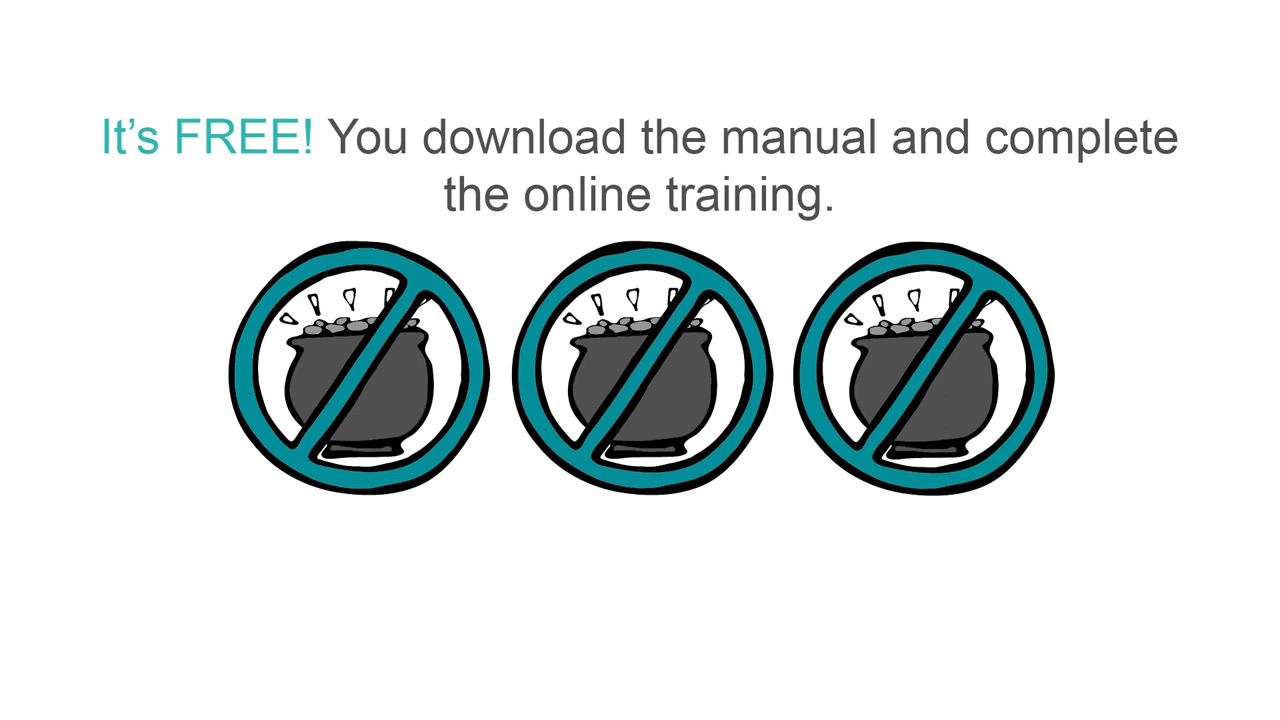 It’s FREE! You download the manual and complete
the online training.